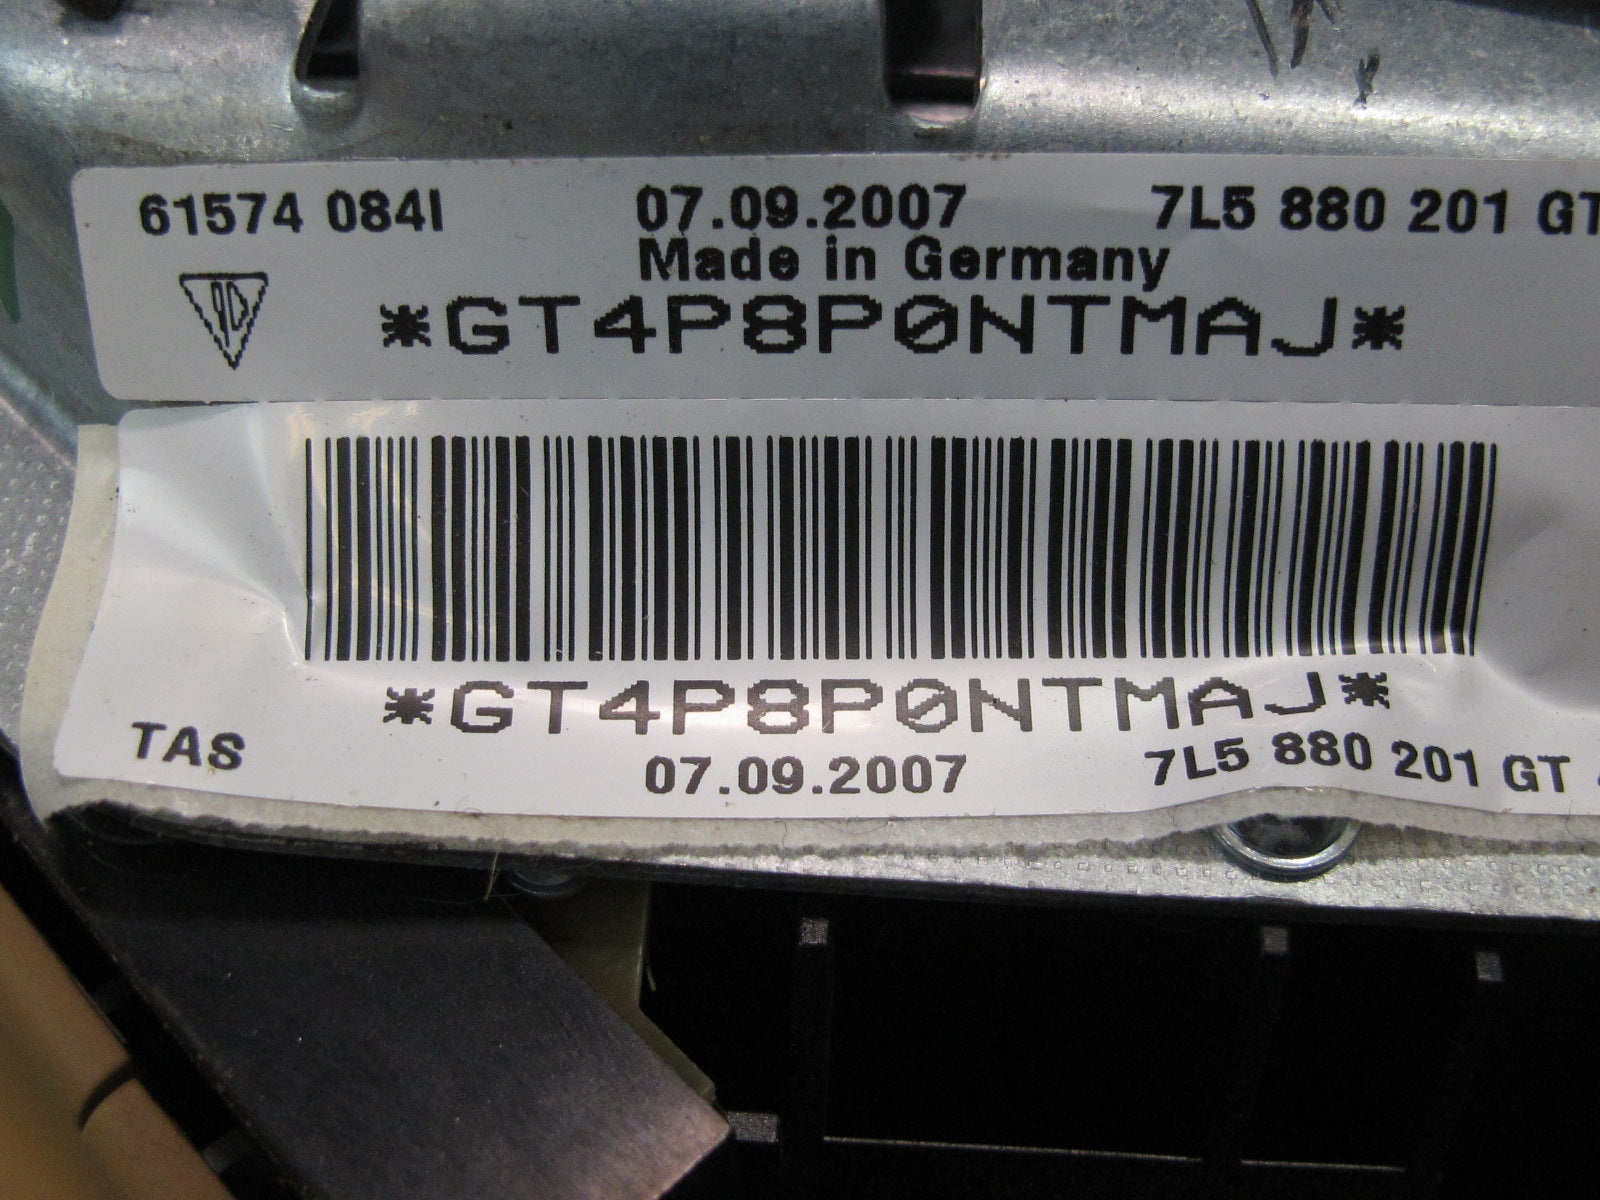 61574 084I 07.09.2007 7L5 880 201 GT
Made in Germany
*GT4P8P0NTMAJ*
*GT4P8P0NTMAJ*
TAS 07.09.2007 7L5 880 201 GT